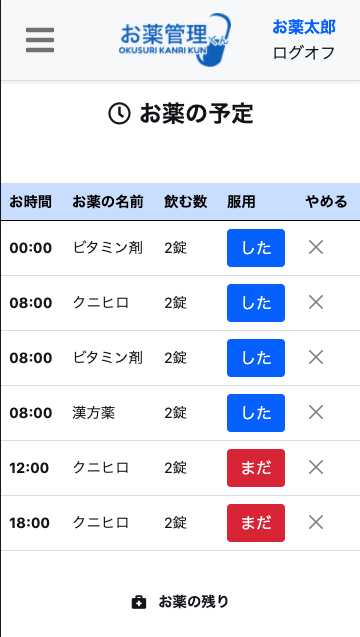 お薬管理くん
OKUSURI KANRI KUN
お薬太郎
ログオフ
お薬の予定
お時間 お薬の名前 飲む数 服用 やめる
00:00 ビタミン剤 2錠 した
08:00 クニヒロ 2錠 した
08:00 ビタミン剤 2錠 した
08:00 漢方薬 2錠 した
12:00 クニヒロ 2錠 まだ
18:00 クニヒロ 2錠 まだ
お薬の残り